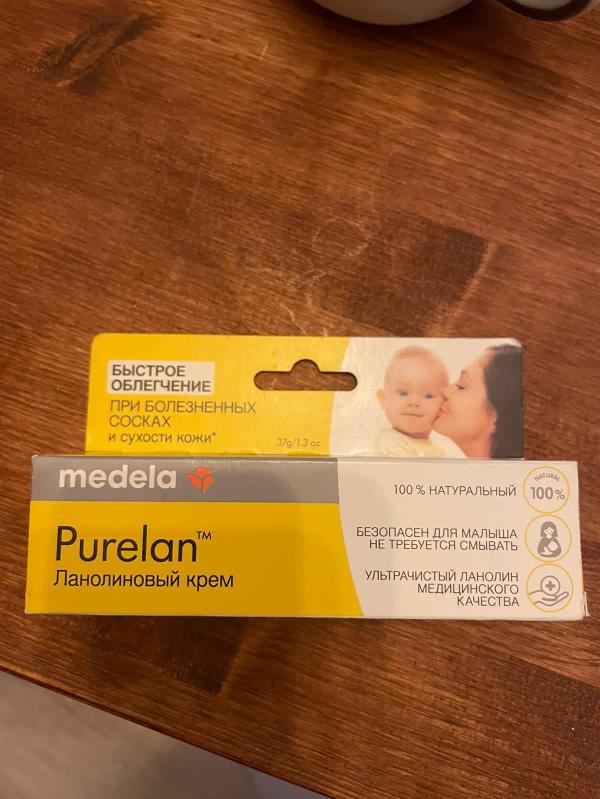 БЫСТРОЕ
ОБЛЕГЧЕНИЕ
ПРИ БОЛЕЗНЕННЫХ
СОСКАХ
И СУХОСТИ КОЖИ*
37g/1.3 oz
medela
Purelan™
Ланолиновый крем
100 % НАТУРАЛЬНЫЙ
NATURAL
100%
БЕЗОПАСЕН ДЛЯ МАЛЫША
НЕ ТРЕБУЕТСЯ СМЫВАТЬ
УЛЬТРАЧИСТЫЙ ЛАНОЛИН
МЕДИЦИНСКОГО
КАЧЕСТВА